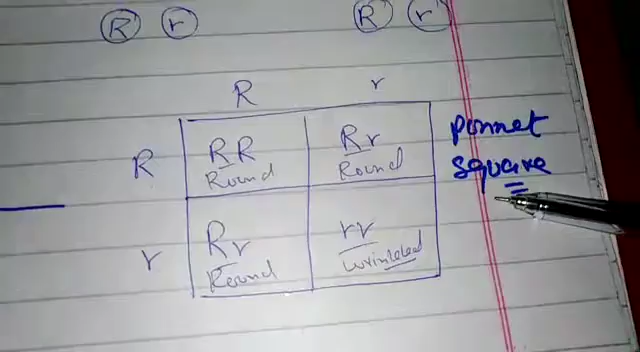 R r R r
R r
R RR Rr ponnet
Round Round square
r Rr rr
Round wrinkled